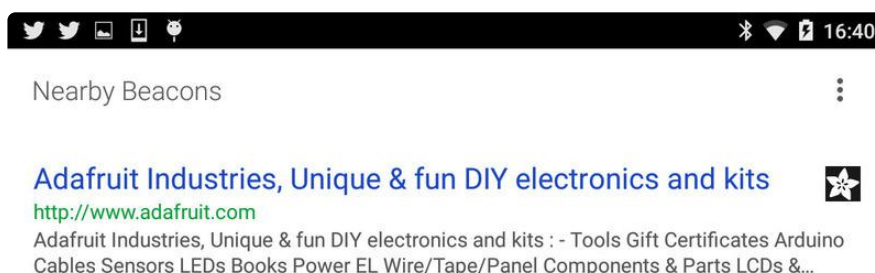 16:40
Nearby Beacons
Adafruit Industries, Unique & fun DIY electronics and kits
http://www.adafruit.com
Adafruit Industries, Unique & fun DIY electronics and kits : - Tools Gift Certificates Arduino
Cables Sensors LEDs Books Power EL Wire/Tape/Panel Components & Parts LCDs &...